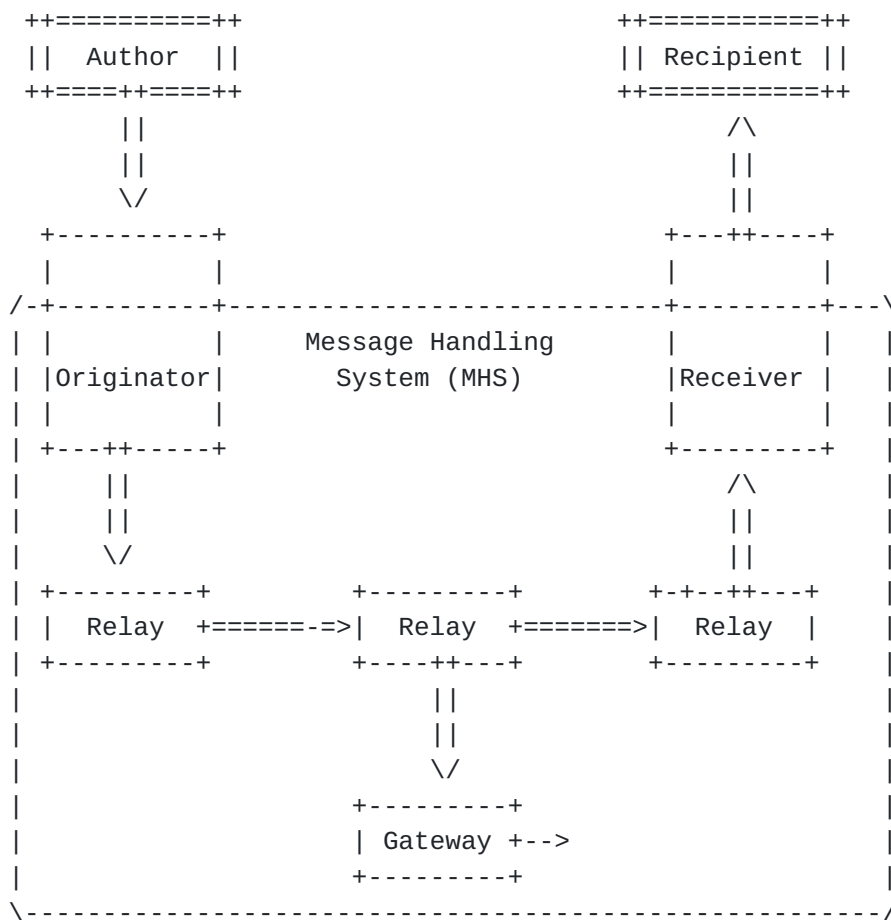 Author Recipient
Message Handling
Originator System (MHS) Receiver
Relay Relay Relay
Gateway